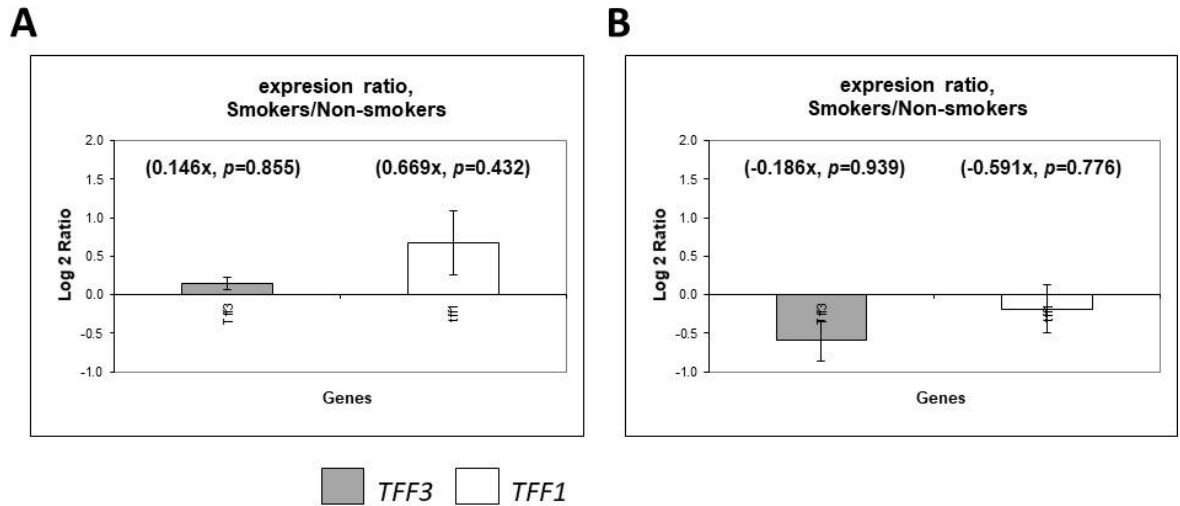 A
expresion ratio,
Smokers/Non-smokers
2.0
(0.146x, p=0.855) (0.669x, p=0.432)
1.5
1.0
0.5
0.0
-0.5
-1.0
Log 2 Ratio
Tff3
Tff1
Genes
B
expresion ratio,
Smokers/Non-smokers
2.0
(-0.186x, p=0.939) (-0.591x, p=0.776)
1.5
1.0
0.5
0.0
-0.5
-1.0
Log 2 Ratio
Tff3
Tff1
Genes
TFF3 TFF1